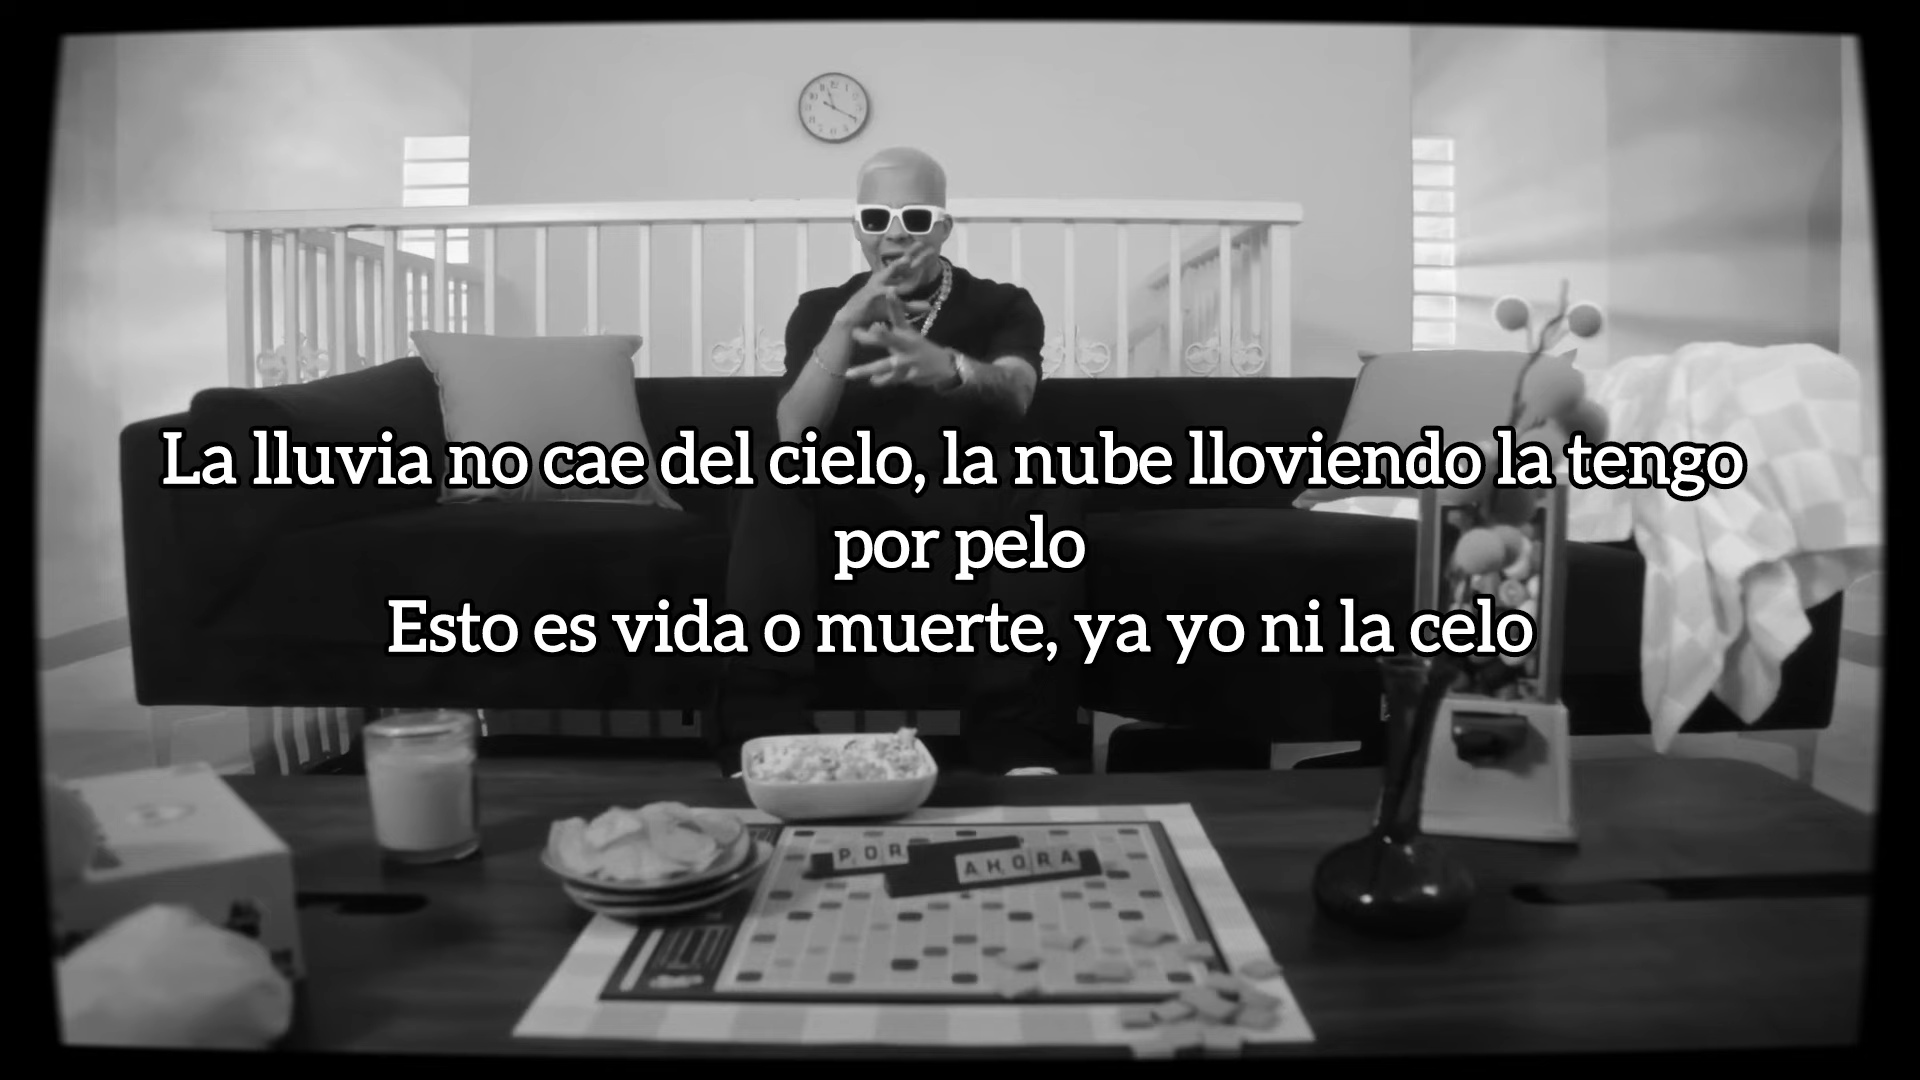 La lluvia no cae del cielo, la nube lloviendo la tengo
por pelo
Esto es vida o muerte, ya yo ni la celo
POR
AHORA